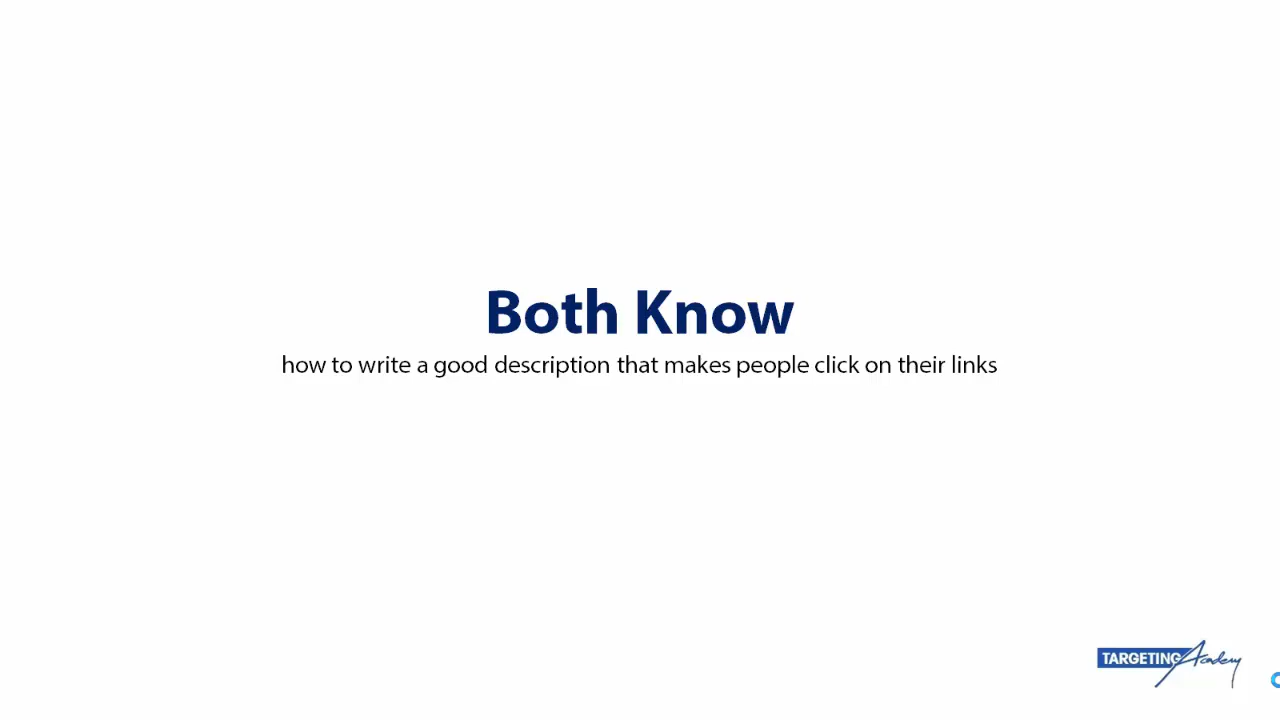 Both Know
how to write a good description that makes people click on their links
TARGETING Academy